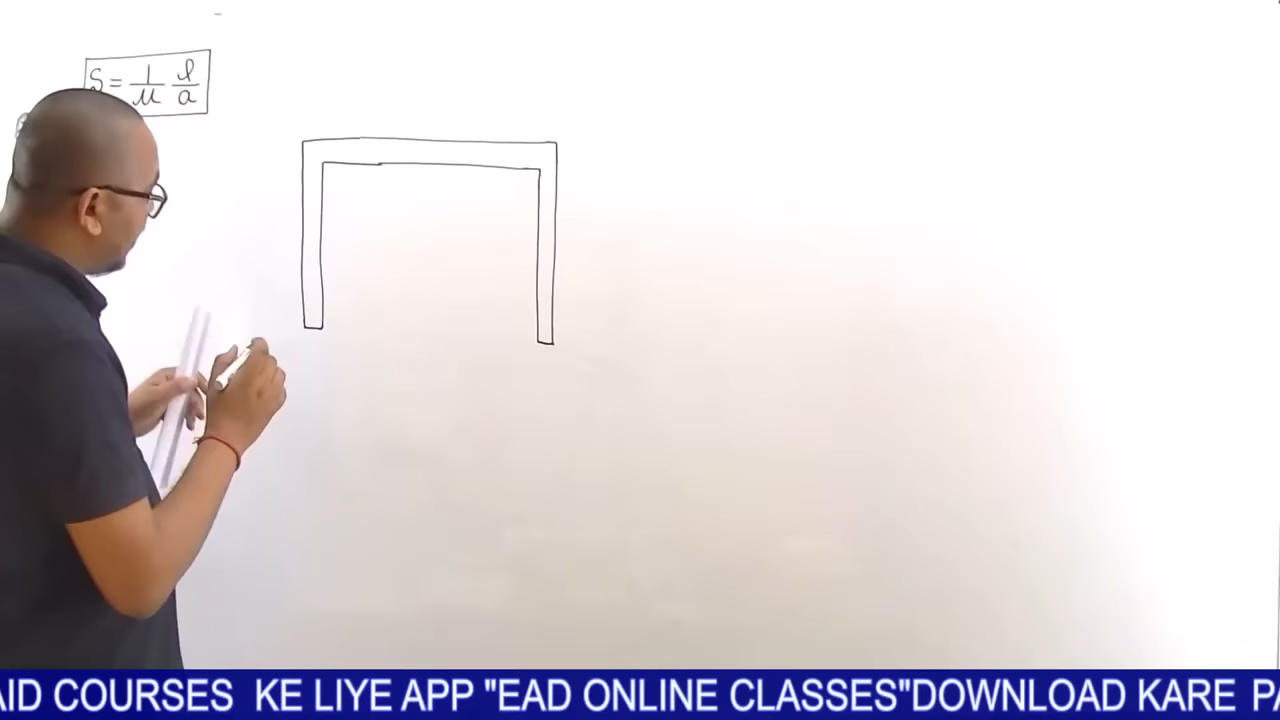 S = 1/μ l/a
AID COURSES KE LIYE APP "EAD ONLINE CLASSES"DOWNLOAD KARE PA